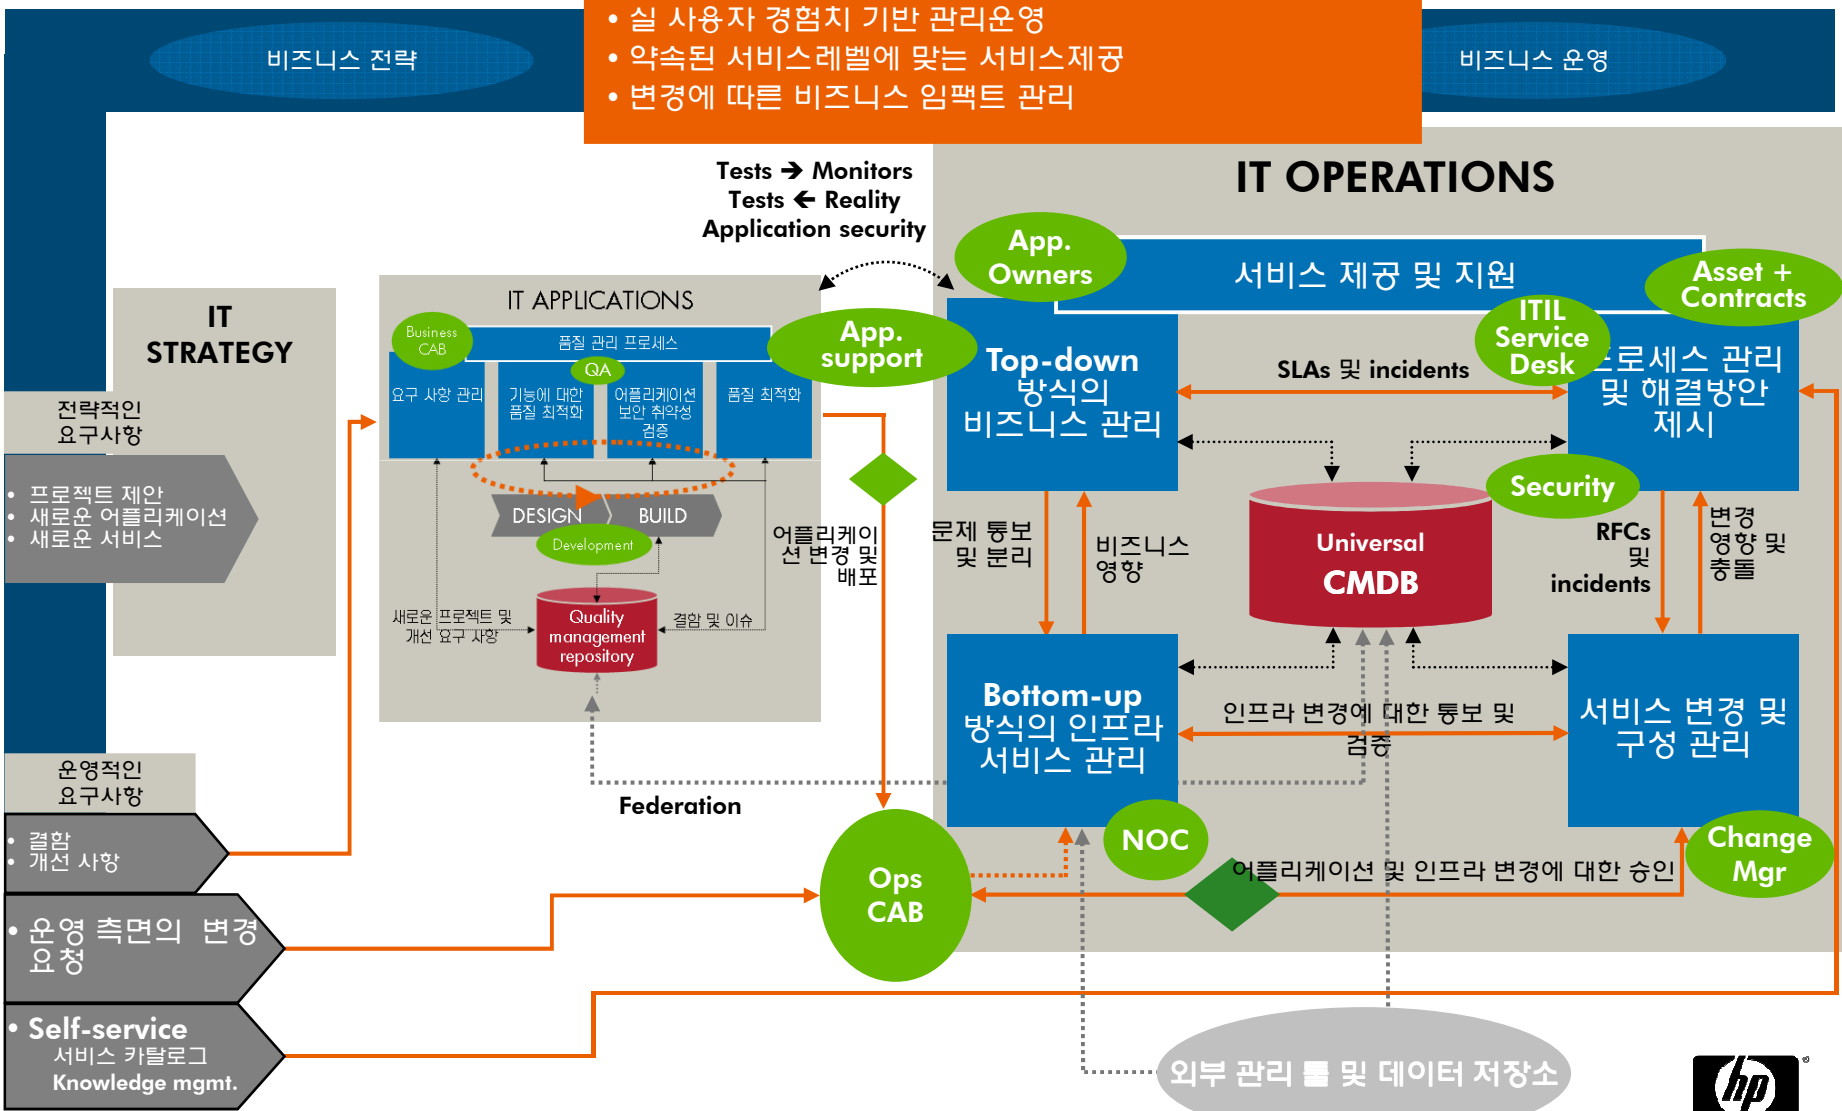 • 실 사용자 경험치 기반 관리운영
• 약속된 서비스레벨에 맞는 서비스제공
• 변경에 따른 비즈니스 임팩트 관리
비즈니스 전략
비즈니스 운영
Tests → Monitors
Tests ← Reality
Application security
IT OPERATIONS
App.
Owners
서비스 제공 및 지원
Asset +
Contracts
ITIL
Service
Desk
IT
STRATEGY
IT APPLICATIONS
Business
CAB
품질 관리 프로세스
App.
support
QA
요구 사항 관리
기능에 대한
품질 최적화
어플리케이션
보안 취약성
검증
품질 최적화
Top-down
방식의
비즈니스 관리
SLAs 및 incidents
프로세스 관리
및 해결방안
제시
전략적인
요구사항
• 프로젝트 제안
• 새로운 어플리케이션
• 새로운 서비스
DESIGN
BUILD
Development
어플리케이
션 변경 및
배포
문제 통보
및 분리
비즈니스
영향
Universal
CMDB
Security
RFCs
및
incidents
변경
영향 및
충돌
새로운 프로젝트 및
개선 요구 사항
Quality
management
repository
결함 및 이슈
Bottom-up
방식의 인프라
서비스 관리
인프라 변경에 대한 통보 및
검증
서비스 변경 및
구성 관리
운영적인
요구사항
Federation
• 결함
• 개선 사항
Ops
CAB
NOC
어플리케이션 및 인프라 변경에 대한 승인
Change
Mgr
• 운영 측면의 변경
요청
• Self-service
서비스 카탈로그
Knowledge mgmt.
외부 관리 툴 및 데이터 저장소
hp